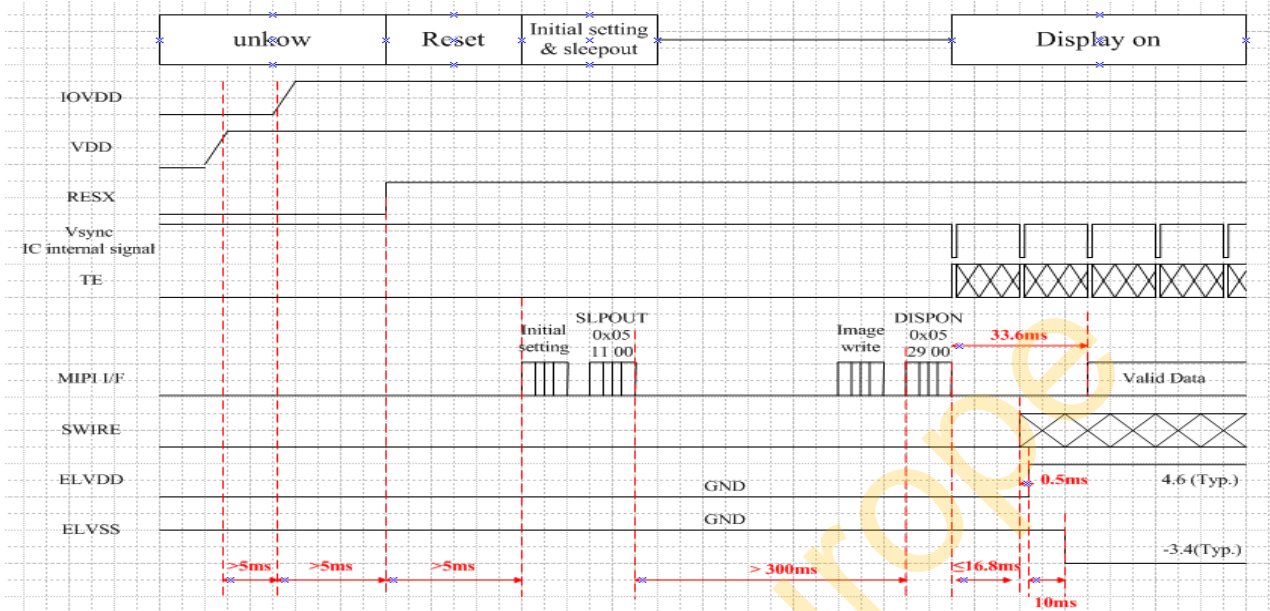 unkow
Reset
Initial setting
& sleepout
Display on
IOVDD
VDD
RESX
Vsync
IC internal signal
TE
SLPOUT
0x05
11 00
Initial
setting
Image
write
DISPON
0x05
29 00
33.6ms
MIPI I/F
Valid Data
SWIRE
ELVDD
GND
0.5ms
4.6 (Typ.)
ELVSS
GND
-3.4(Typ.)
>5ms
>5ms
>5ms
> 300ms
≤16.8ms
10ms
urope